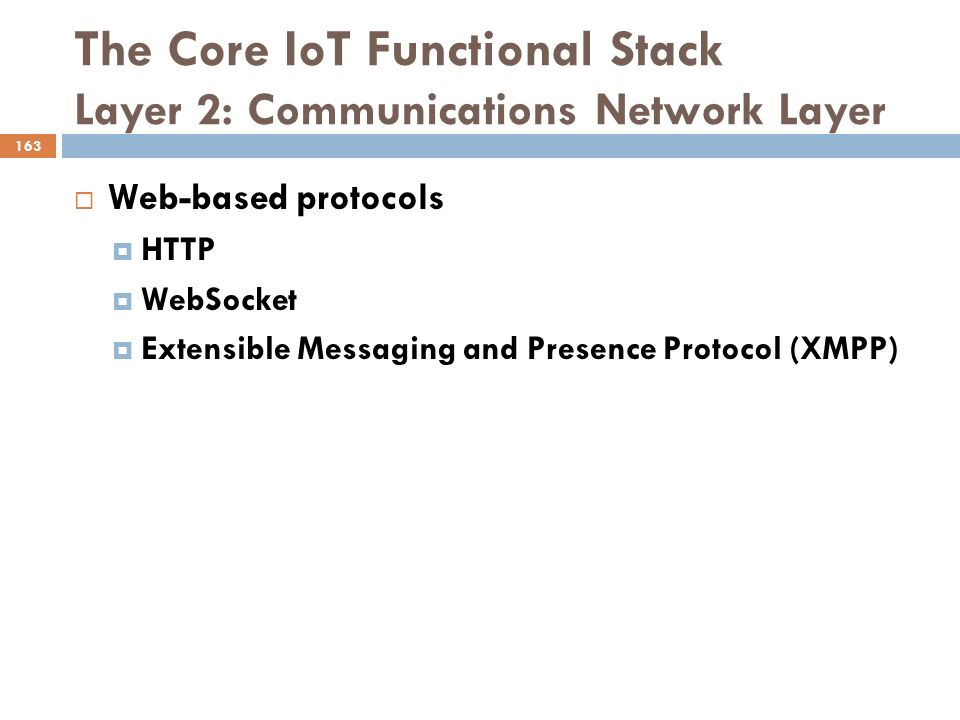 The Core IoT Functional Stack
Layer 2: Communications Network Layer
163
Web-based protocols
HTTP
WebSocket
Extensible Messaging and Presence Protocol (XMPP)